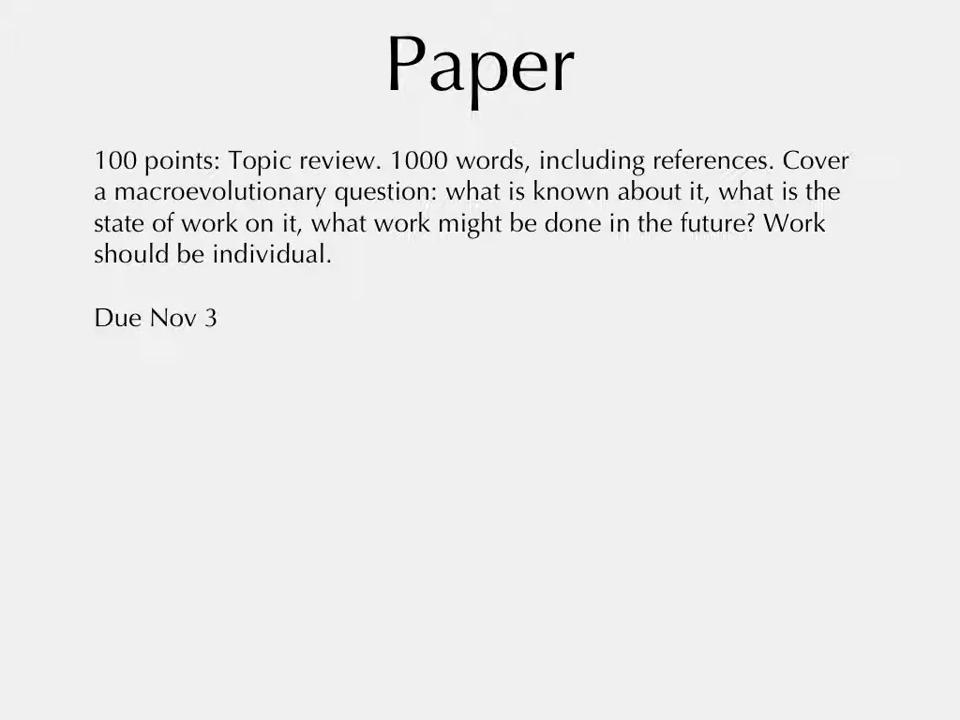 Paper
100 points: Topic review. 1000 words, including references. Cover
a macroevolutionary question: what is known about it, what is the
state of work on it, what work might be done in the future? Work
should be individual.
Due Nov 3